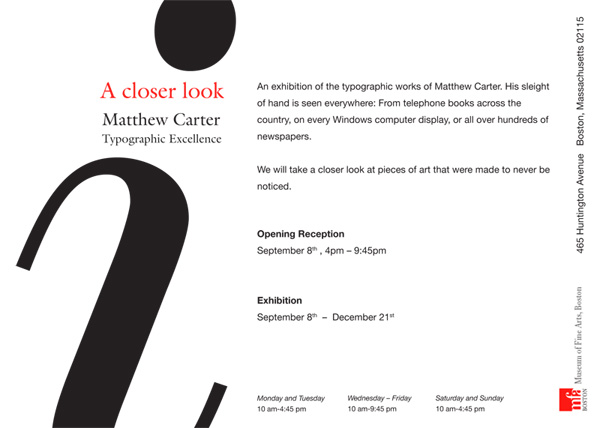 A closer look
Matthew Carter
Typographic Excellence
An exhibition of the typographic works of Matthew Carter. His sleight
of hand is seen everywhere: From telephone books across the
country, on every Windows computer display, or all over hundreds of
newspapers.
We will take a closer look at pieces of art that were made to never be
noticed.
Opening Reception
September 8th , 4pm – 9:45pm
Exhibition
September 8th – December 21st
Monday and Tuesday
10 am-4:45 pm
Wednesday – Friday
10 am-9:45 pm
Saturday and Sunday
10 am-4:45 pm
465 Huntington Avenue Boston, Massachusetts 02115
Museum of Fine Arts, Boston
mfa
BOSTON
i